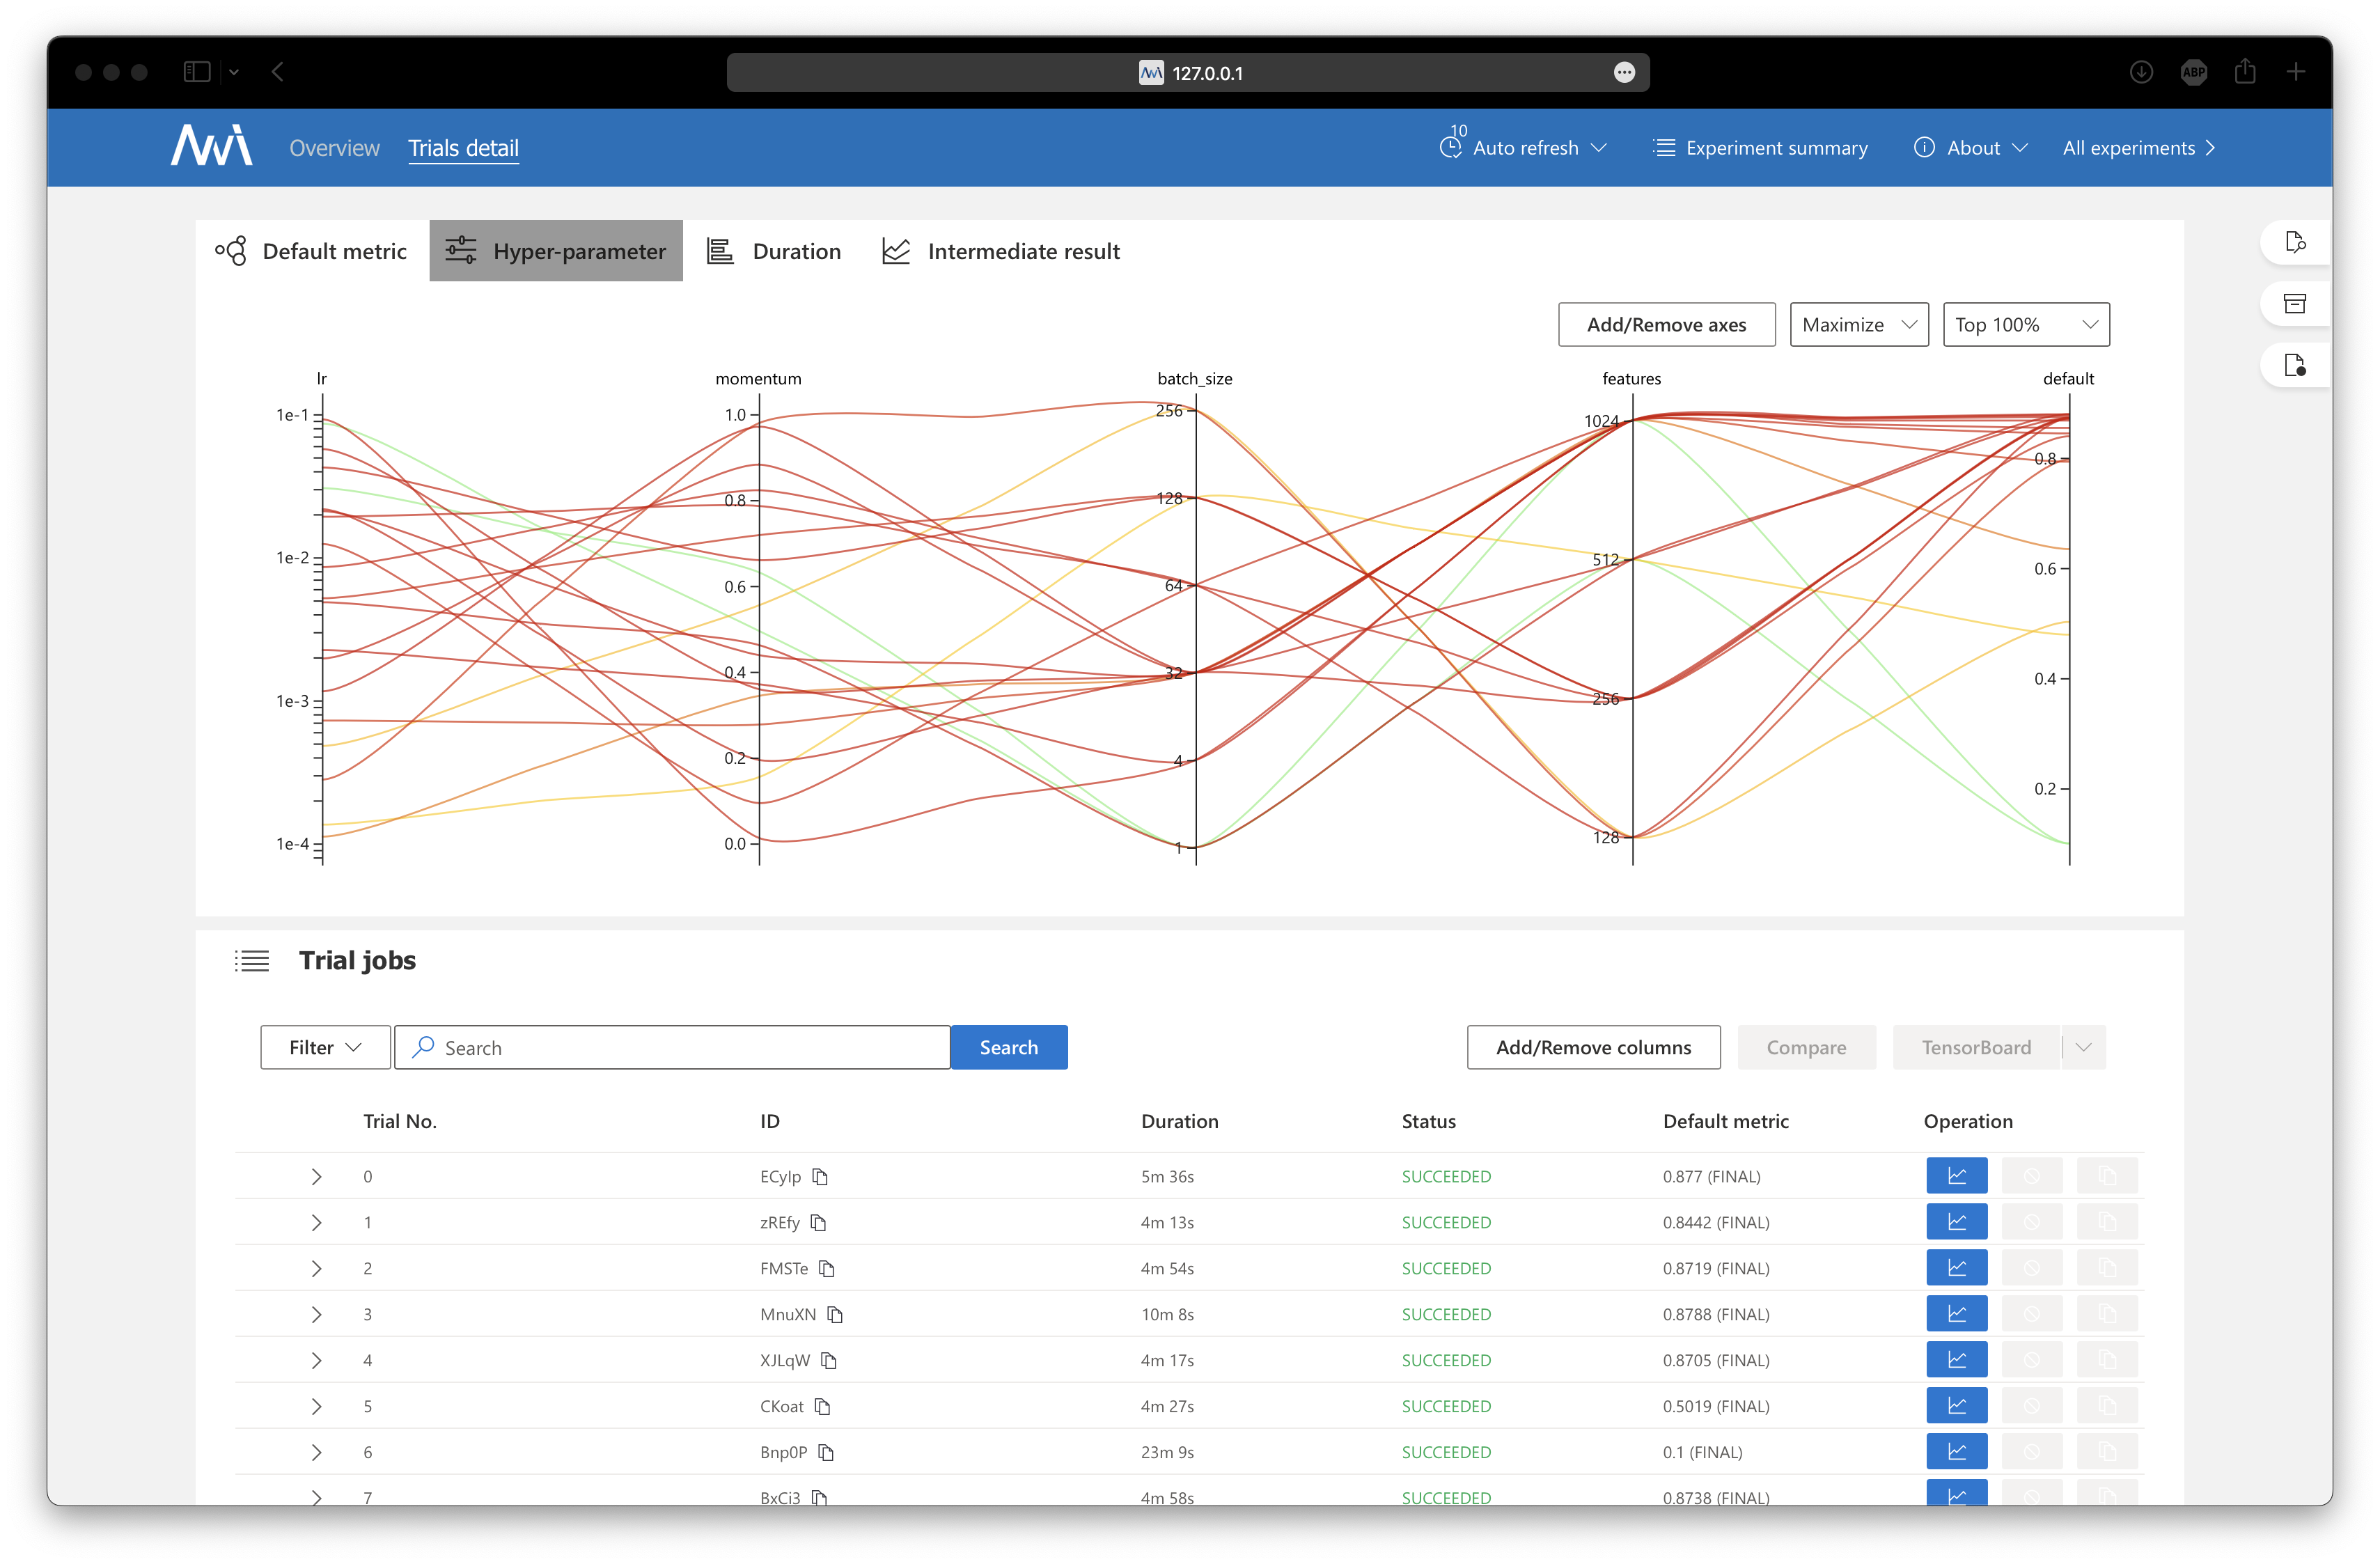 127.0.0.1
ABP
Overview
Trials detail
10
Auto refresh
Experiment summary
About
All experiments
Default metric
Hyper-parameter
Duration
Intermediate result
Add/Remove axes
Maximize
Top 100%
lr
1e-1
1e-2
1e-3
1e-4
momentum
1.0
0.8
0.6
0.4
0.2
0.0
batch_size
256
128
64
32
4
1
features
1024
512
256
128
default
0.8
0.6
0.4
0.2
Trial jobs
Filter
Search
Search
Add/Remove columns
Compare
TensorBoard
Trial No. ID Duration Status Default metric Operation
0 ECylp 5m 36s SUCCEEDED 0.877 (FINAL)
1 zREfy 4m 13s SUCCEEDED 0.8442 (FINAL)
2 FMSTe 4m 54s SUCCEEDED 0.8719 (FINAL)
3 MnuXN 10m 8s SUCCEEDED 0.8788 (FINAL)
4 XJLqW 4m 17s SUCCEEDED 0.8705 (FINAL)
5 CKoat 4m 27s SUCCEEDED 0.5019 (FINAL)
6 Bnp0P 23m 9s SUCCEEDED 0.1 (FINAL)
7 BxCi3 4m 58s SUCCEEDED 0.8738 (FINAL)